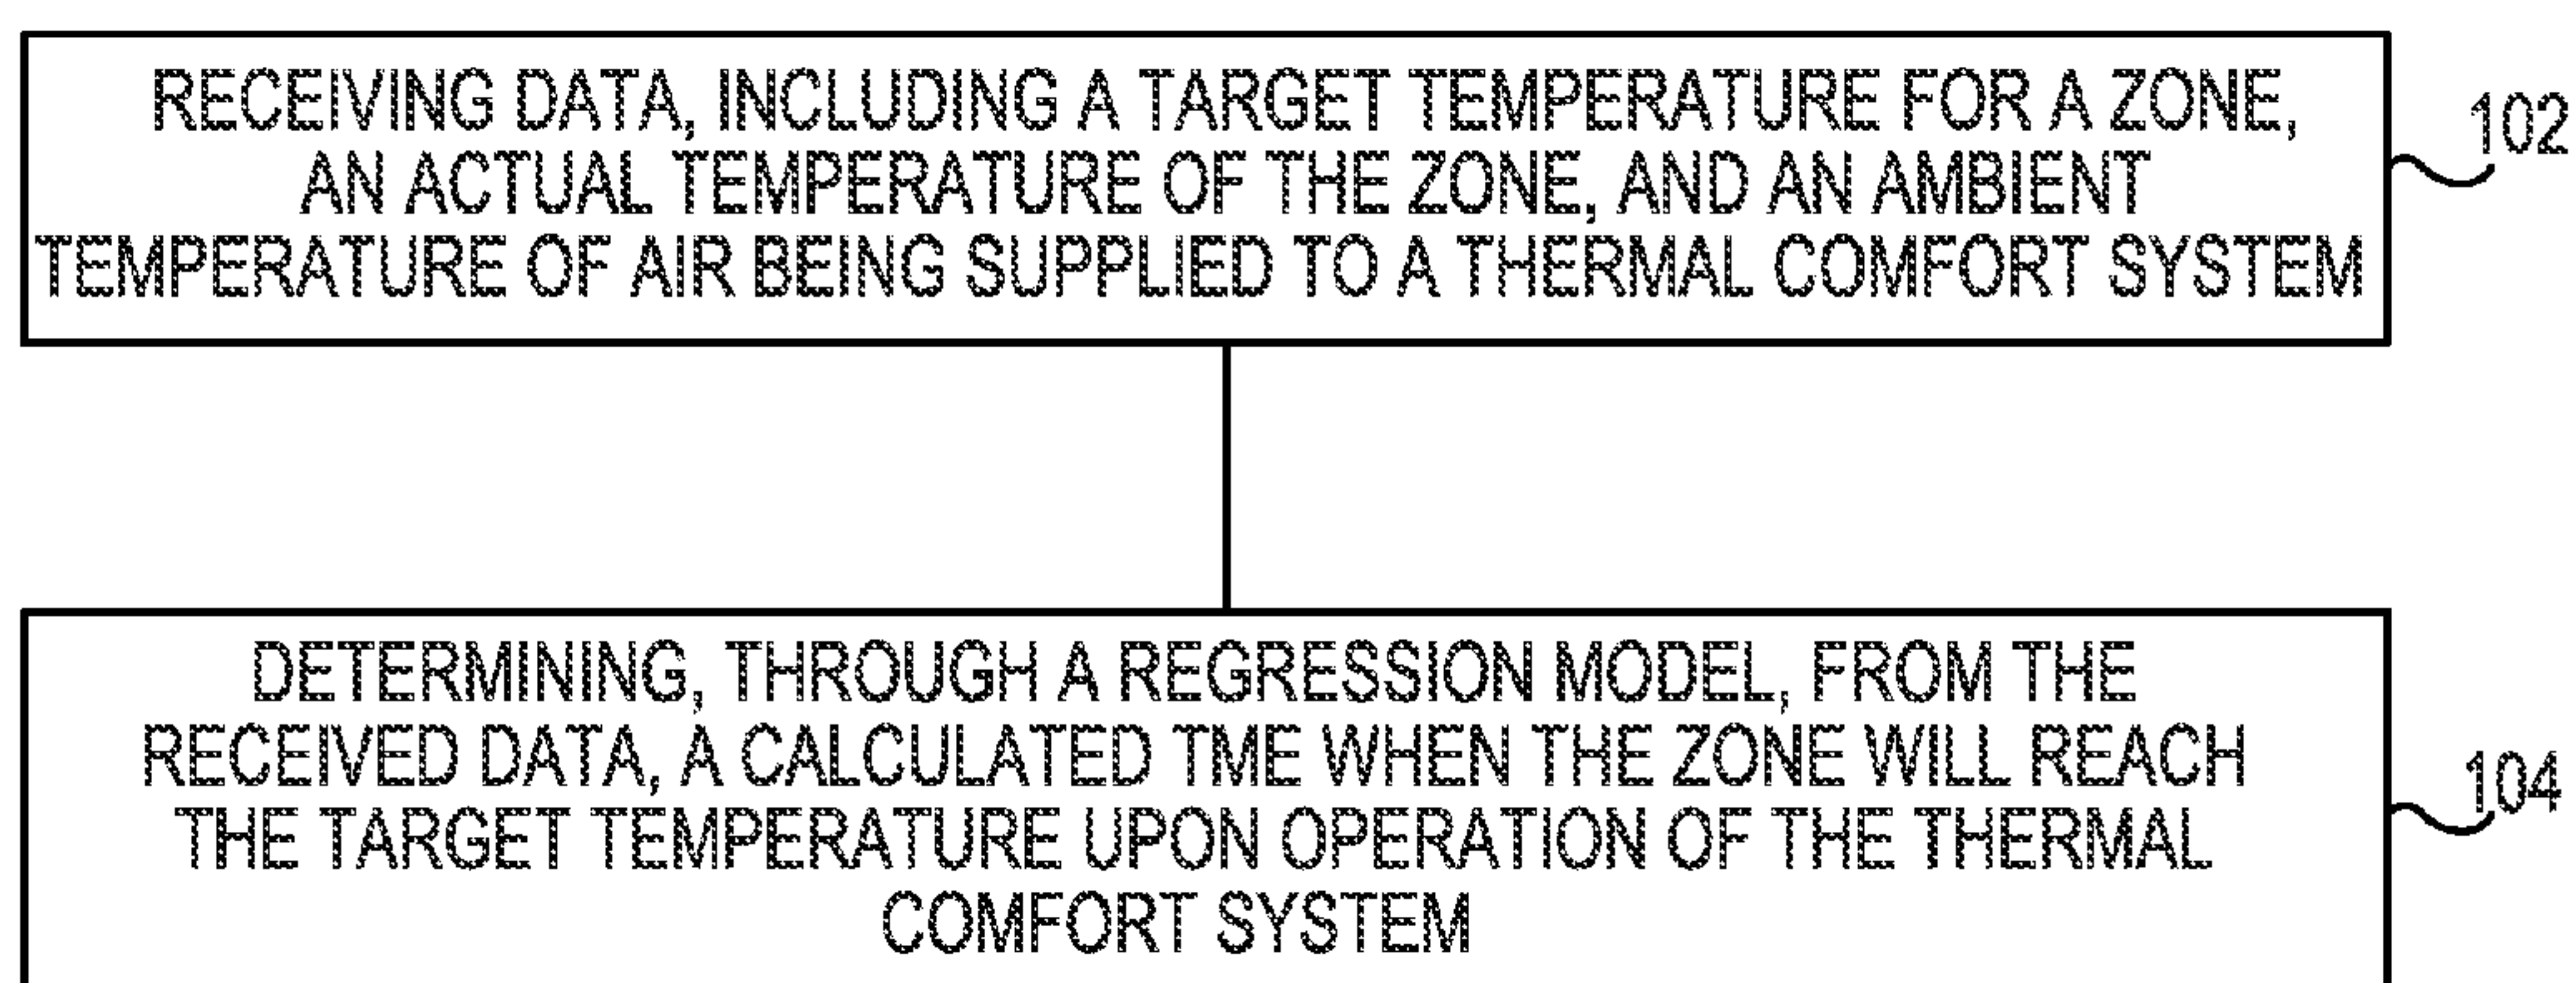 RECEIVING DATA, INCLUDING A TARGET TEMPERATURE FOR A ZONE,
AN ACTUAL TEMPERATURE OF THE ZONE, AND AN AMBIENT
TEMPERATURE OF AIR BEING SUPPLIED TO A THERMAL COMFORT SYSTEM
102
DETERMINING, THROUGH A REGRESSION MODEL, FROM THE
RECEIVED DATA, A CALCULATED TME WHEN THE ZONE WILL REACH
THE TARGET TEMPERATURE UPON OPERATION OF THE THERMAL
COMFORT SYSTEM
104